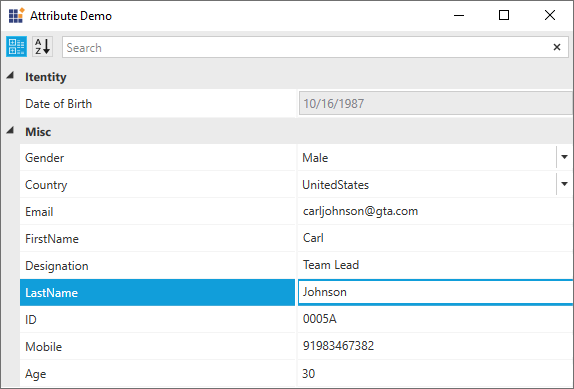 Attribute Demo
Search
Itentity
Date of Birth 10/16/1987
Misc
Gender Male
Country UnitedStates
Email carljohnson@gta.com
FirstName Carl
Designation Team Lead
LastName Johnson
ID 0005A
Mobile 91983467382
Age 30